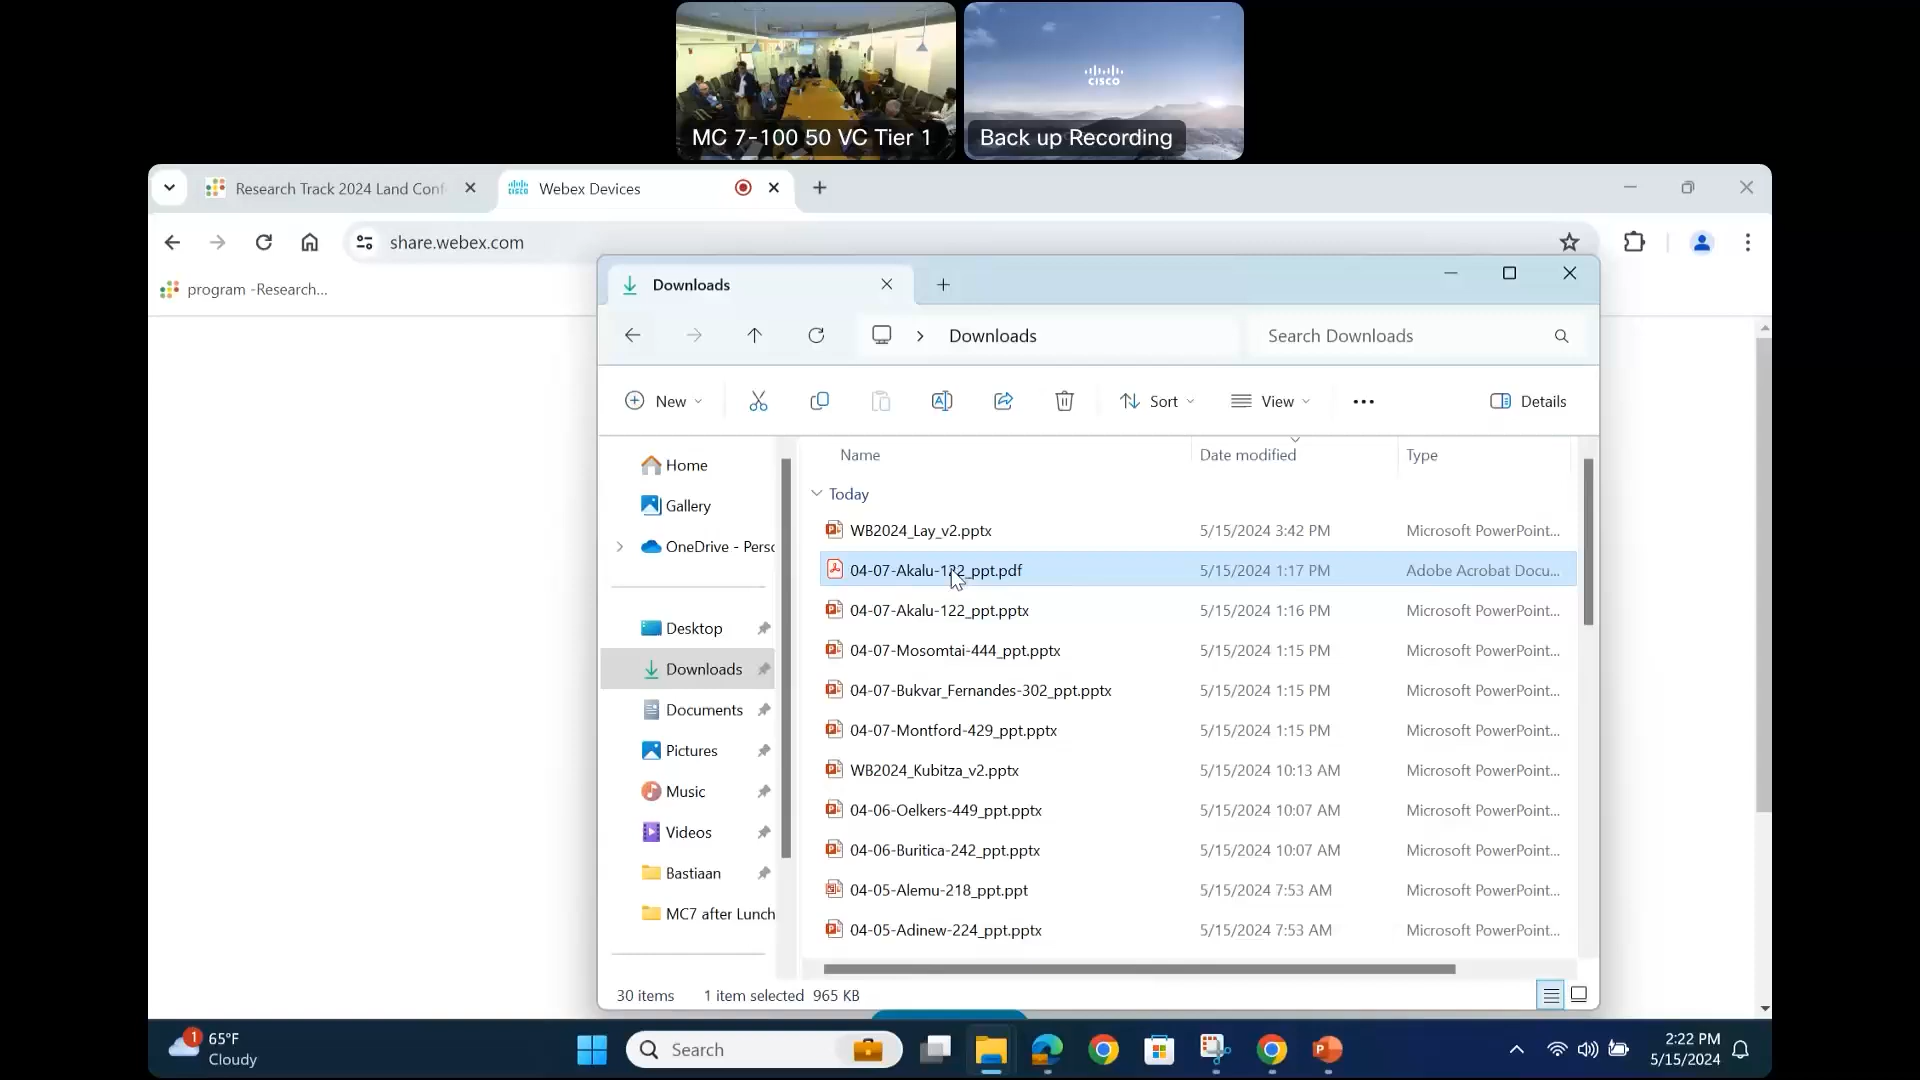 CISCO
MC 7-100 50 VC Tier 1
Back up Recording
Research Track 2024 Land Conf
Webex Devices
share.webex.com
program -Research...
Downloads
Downloads
Search Downloads
New
Sort
View
Details
Home
Gallery
OneDrive - Perso
Desktop
Downloads
Documents
Pictures
Music
Videos
Bastiaan
MC7 after Lunch
Name Date modified Type
Today
WB2024_Lay_v2.pptx 5/15/2024 3:42 PM Microsoft PowerPoint...
04-07-Akalu-122_ppt.pdf 5/15/2024 1:17 PM Adobe Acrobat Docu...
04-07-Akalu-122_ppt.pptx 5/15/2024 1:16 PM Microsoft PowerPoint...
04-07-Mosomtai-444_ppt.pptx 5/15/2024 1:15 PM Microsoft PowerPoint...
04-07-Bukvar_Fernandes-302_ppt.pptx 5/15/2024 1:15 PM Microsoft PowerPoint...
04-07-Montford-429_ppt.pptx 5/15/2024 1:15 PM Microsoft PowerPoint...
WB2024_Kubitza_v2.pptx 5/15/2024 10:13 AM Microsoft PowerPoint...
04-06-Oelkers-449_ppt.pptx 5/15/2024 10:07 AM Microsoft PowerPoint...
04-06-Buritica-242_ppt.pptx 5/15/2024 10:07 AM Microsoft PowerPoint...
04-05-Alemu-218_ppt.ppt 5/15/2024 7:53 AM Microsoft PowerPoint...
04-05-Adinew-224_ppt.pptx 5/15/2024 7:53 AM Microsoft PowerPoint...
30 items 1 item selected 965 KB
1
65°F
Cloudy
Search
2:22 PM
5/15/2024